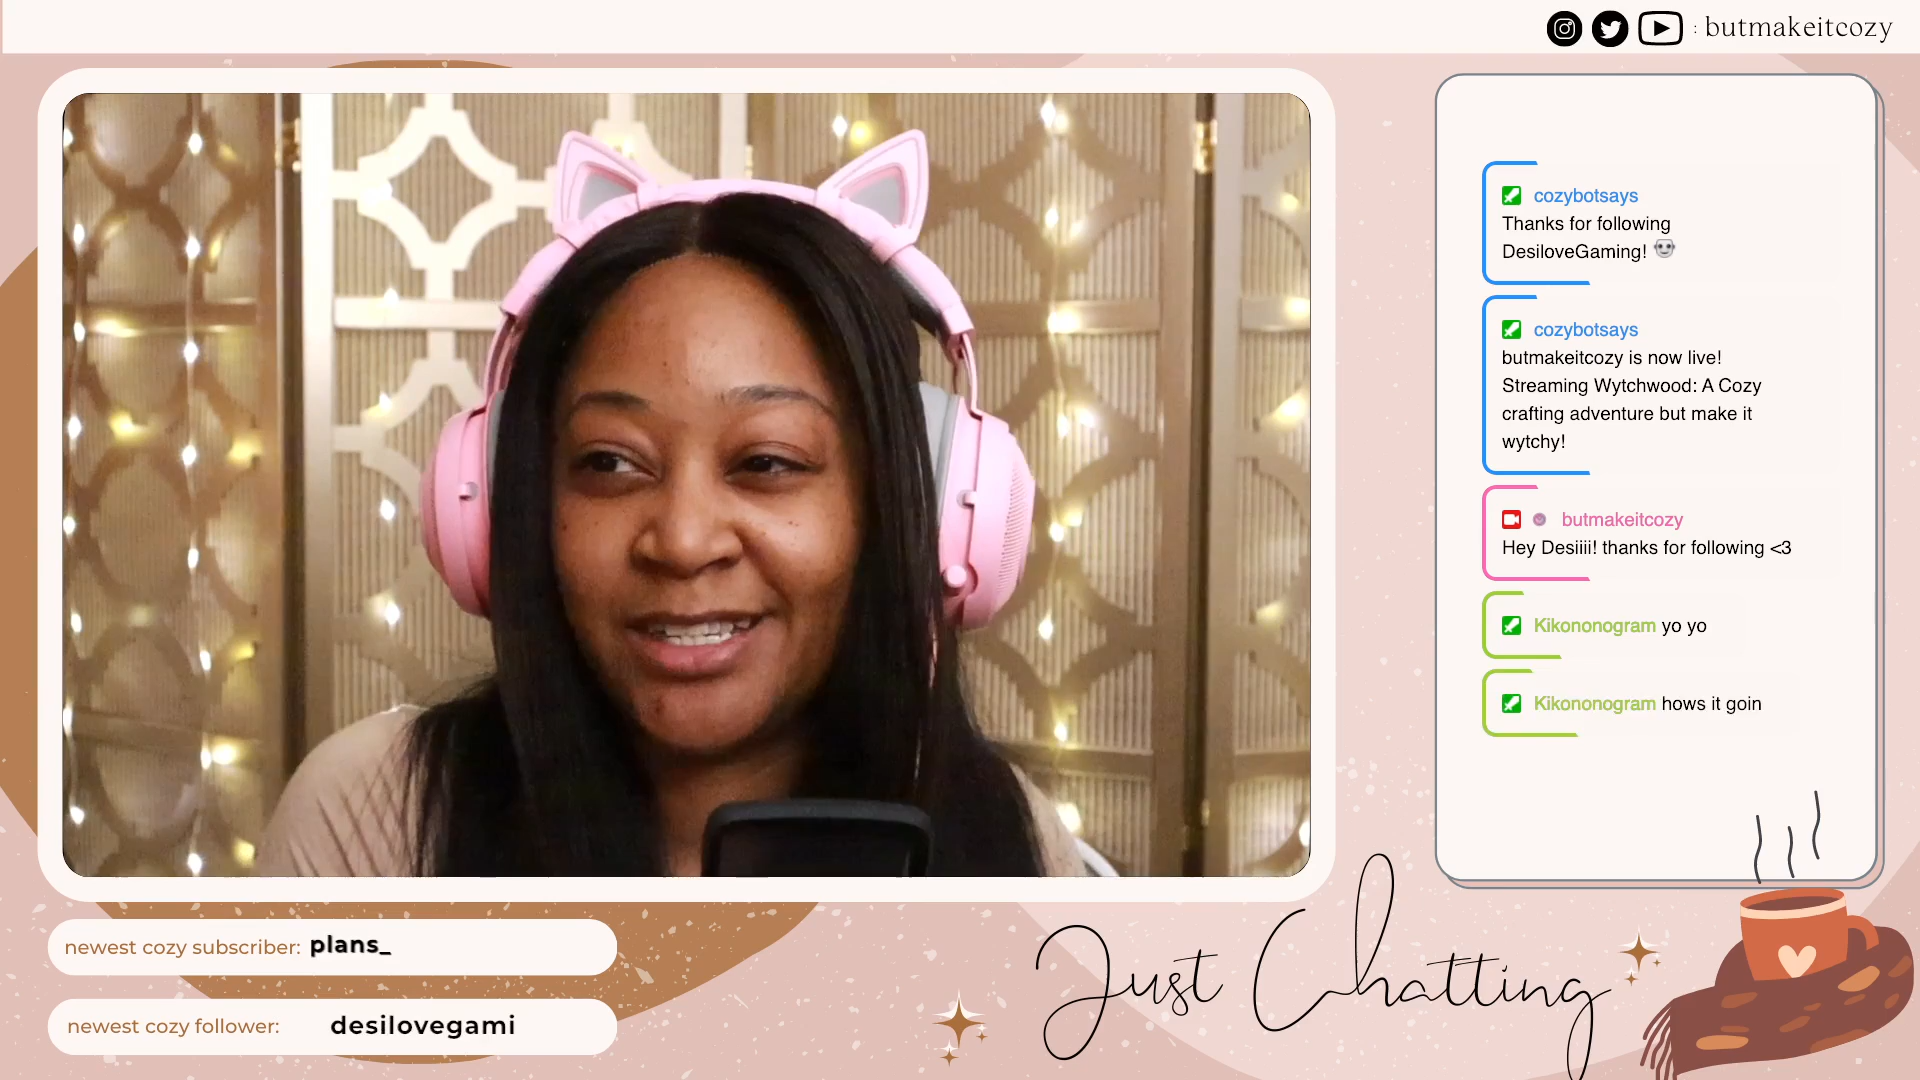 : butmakeitcozy
cozybotsays
Thanks for following
DesiloveGaming!
cozybotsays
butmakeitcozy is now live!
Streaming Wytchwood: A Cozy
crafting adventure but make it
wytchy!
butmakeitcozy
Hey Desiiii! thanks for following <3
Kikononogram yo yo
Kikononogram hows it goin
newest cozy subscriber: plans_
newest cozy follower: desilovegami
Just Chatting